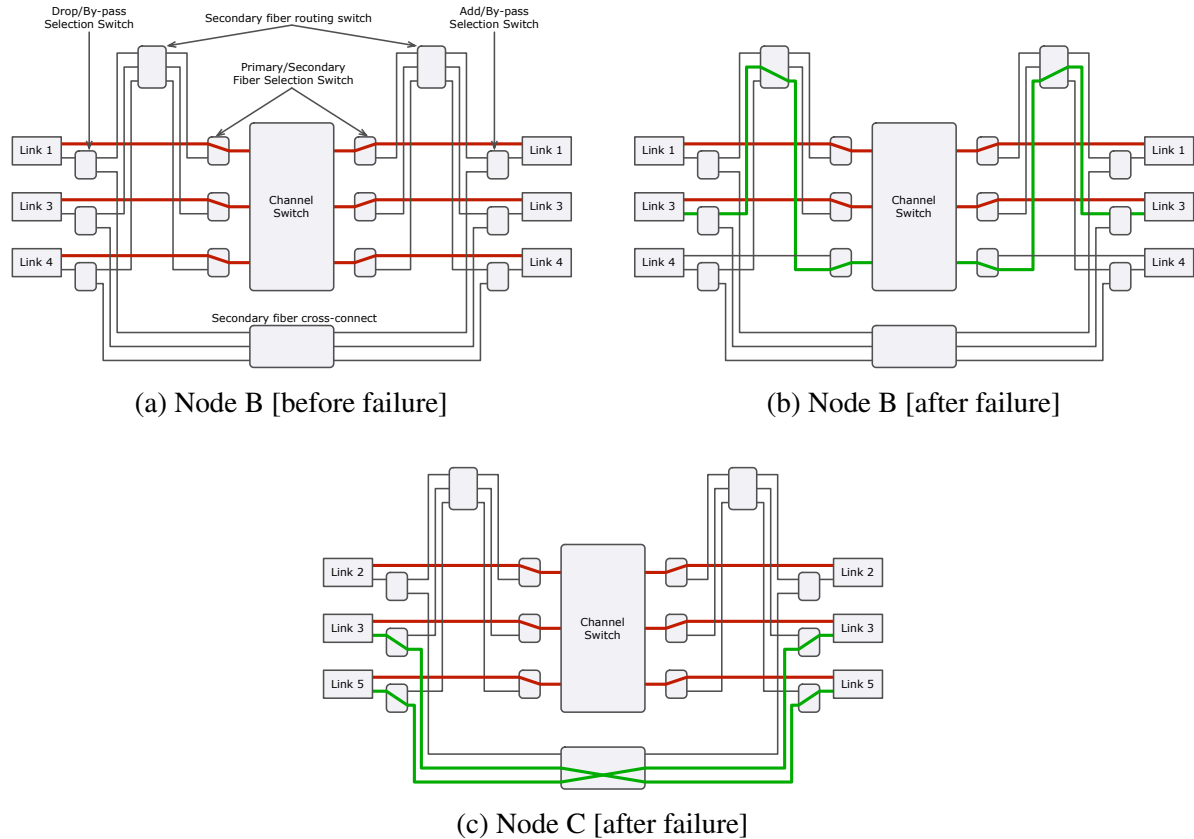 Drop/By-pass
Selection Switch
Secondary fiber routing switch
Add/By-pass
Selection Switch
Primary/Secondary
Fiber Selection Switch
Link 1
Link 3
Link 4
Channel
Switch
Link 1
Link 3
Link 4
Secondary fiber cross-connect
(a) Node B [before failure]
Link 1
Link 3
Link 4
Channel
Switch
Link 1
Link 3
Link 4
(b) Node B [after failure]
Link 2
Link 3
Link 5
Channel
Switch
Link 2
Link 3
Link 5
(c) Node C [after failure]